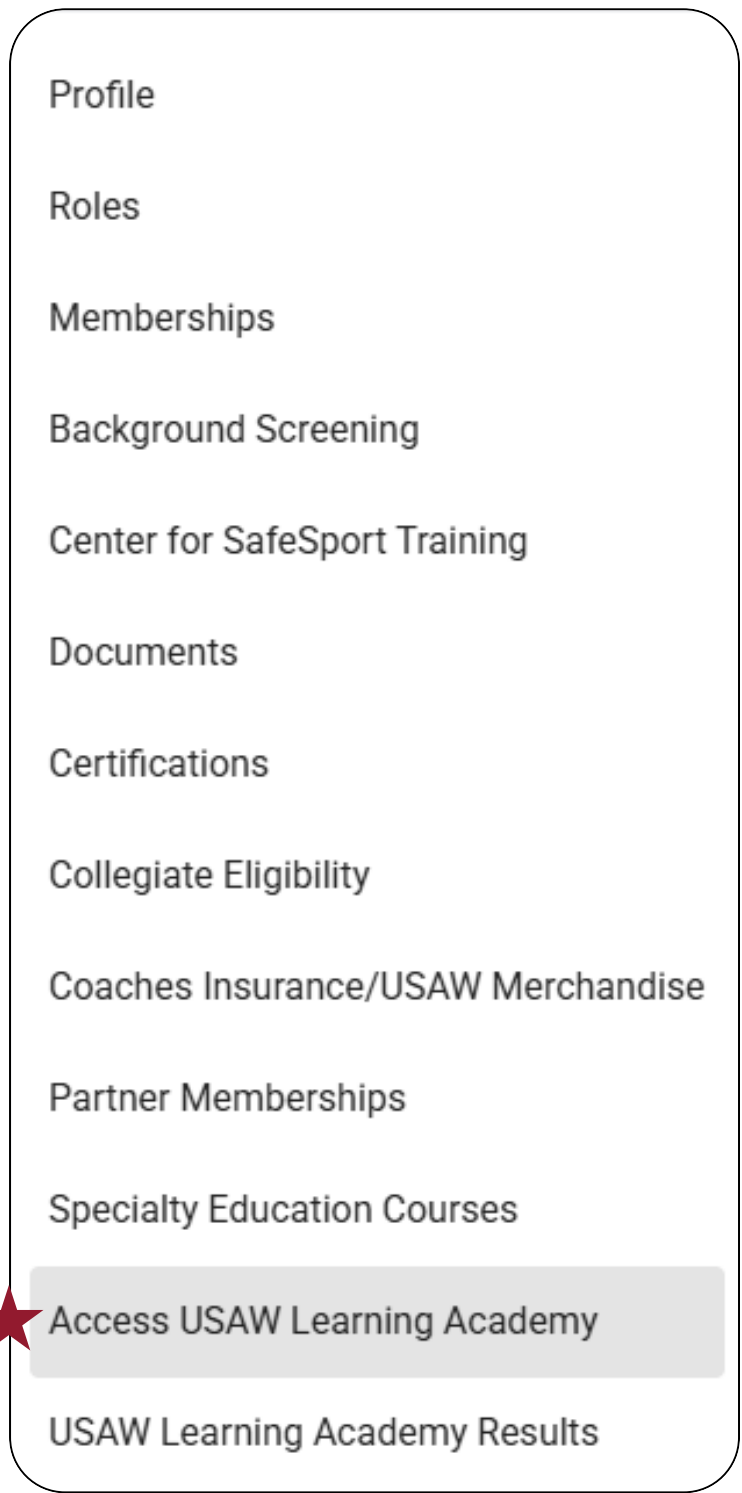 Profile
Roles
Memberships
Background Screening
Center for SafeSport Training
Documents
Certifications
Collegiate Eligibility
Coaches Insurance/USAW Merchandise
Partner Memberships
Specialty Education Courses
Access USAW Learning Academy
USAW Learning Academy Results